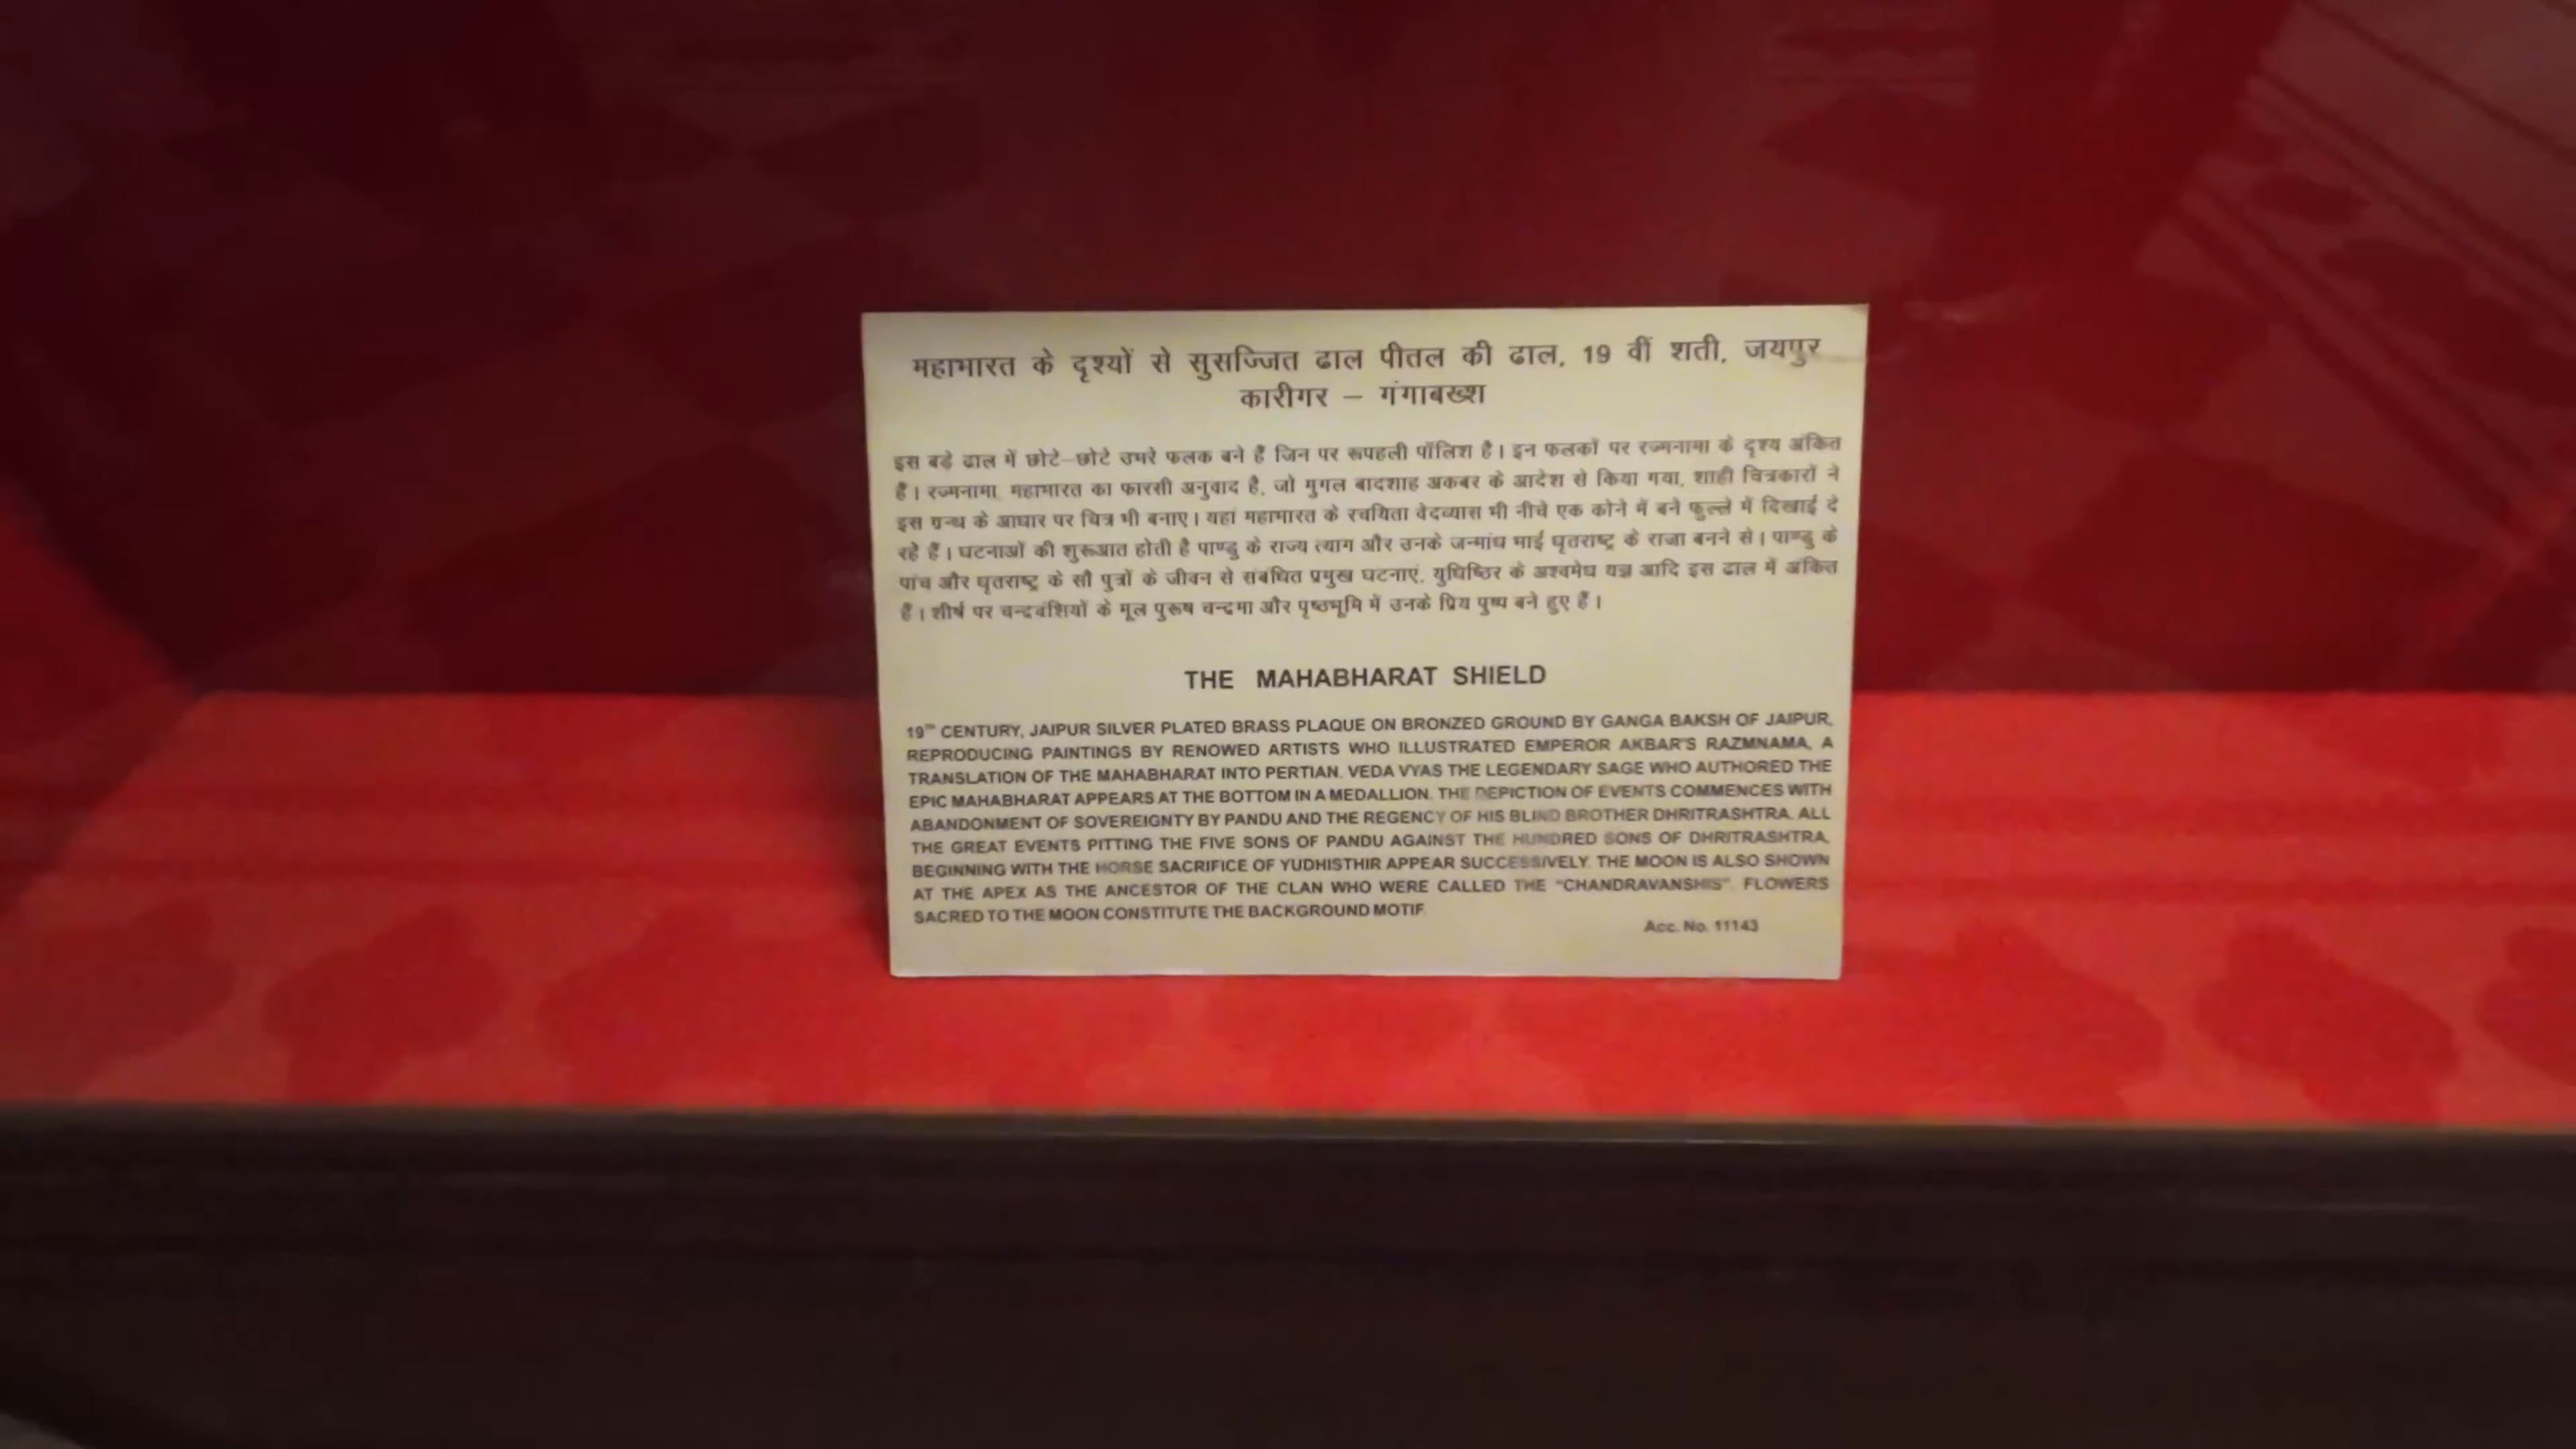 महाभारत के दृश्यों से सुसज्जित ढाल पीतल की ढाल, 19 वीं शती, जयपुर
कारीगर – गंगाबख्श
इस बड़े ढाल में छोटे-छोटे उभरे फलक बने हैं जिन पर रूपहली पॉलिश है। इन फलकों पर रज्मनामा के दृश्य अंकित
हैं। रज्मनामा, महाभारत का फारसी अनुवाद है, जो मुगल बादशाह अकबर के आदेश से किया गया, शाही चित्रकारों ने
इस ग्रन्थ के आधार पर चित्र भी बनाए। यहां महाभारत के रचयिता वेदव्यास भी नीचे एक कोने में बने फुल्ले में दिखाई दे
रहे हैं। घटनाओं की शुरूआत होती है पाण्डु के राज्य त्याग और उनके जन्मांध भाई धृतराष्ट्र के राजा बनने से। पाण्डु के
पांच और धृतराष्ट्र के सौ पुत्रों के जीवन से संबंधित प्रमुख घटनाएं, युधिष्ठिर के अश्वमेध यज्ञ आदि इस ढाल में अंकित
हैं। शीर्ष पर चन्द्रवंशियों के मूल पुरूष चन्द्रमा और पृष्ठभूमि में उनके प्रिय पुष्प बने हुए हैं।
THE MAHABHARAT SHIELD
19TH CENTURY, JAIPUR SILVER PLATED BRASS PLAQUE ON BRONZED GROUND BY GANGA BAKSH OF JAIPUR,
REPRODUCING PAINTINGS BY RENOWED ARTISTS WHO ILLUSTRATED EMPEROR AKBAR'S RAZMNAMA, A
TRANSLATION OF THE MAHABHARAT INTO PERTIAN. VEDA VYAS THE LEGENDARY SAGE WHO AUTHORED THE
EPIC MAHABHARAT APPEARS AT THE BOTTOM IN A MEDALLION. THE DEPICTION OF EVENTS COMMENCES WITH
ABANDONMENT OF SOVEREIGNTY BY PANDU AND THE REGENCY OF HIS BLIND BROTHER DHRITRASHTRA. ALL
THE GREAT EVENTS PITTING THE FIVE SONS OF PANDU AGAINST THE HUNDRED SONS OF DHRITRASHTRA,
BEGINNING WITH THE HORSE SACRIFICE OF YUDHISTHIR APPEAR SUCCESSIVELY. THE MOON IS ALSO SHOWN
AT THE APEX AS THE ANCESTOR OF THE CLAN WHO WERE CALLED THE "CHANDRAVANSHIS". FLOWERS
SACRED TO THE MOON CONSTITUTE THE BACKGROUND MOTIF.
Acc. No. 11143